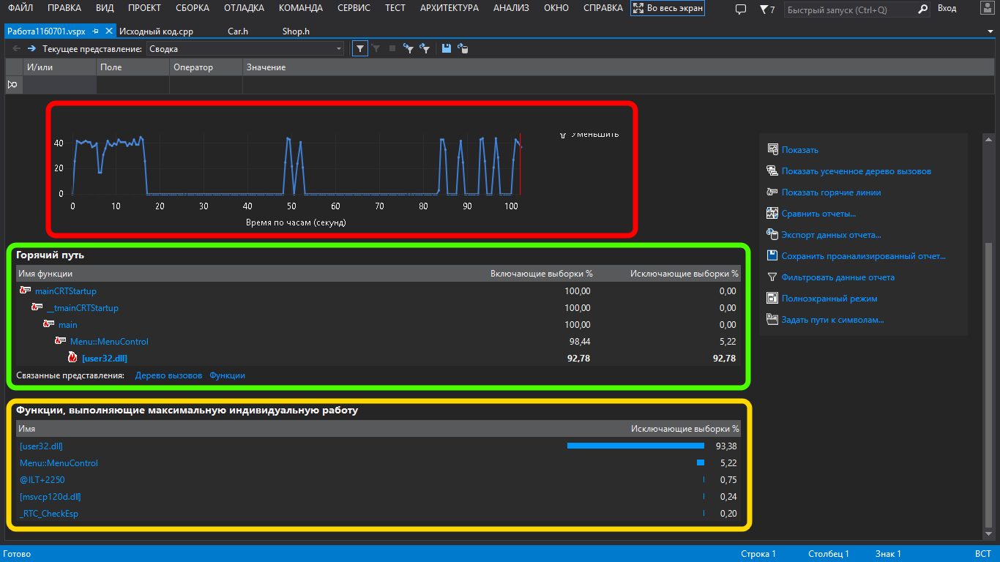 ФАЙЛ ПРАВКА ВИД ПРОЕКТ СБОРКА ОТЛАДКА КОМАНДА СЕРВИС ТЕСТ АРХИТЕКТУРА АНАЛИЗ ОКНО СПРАВКА Во весь экран 7 Быстрый запуск (Ctrl+Q) Вход
Работа1160701.vspx Исходный код.cpp Car.h Shop.h
Текущее представление: Сводка
И/или Поле Оператор Значение
Уменьшить
40
20
0
0 10 20 30 40 50 60 70 80 90 100
Время по часам (секунд)
Горячий путь
Имя функции Включающие выборки % Исключающие выборки %
mainCRTStartup 100,00 0,00
__tmainCRTStartup 100,00 0,00
main 100,00 0,00
Menu::MenuControl 98,44 5,22
[user32.dll] 92,78 92,78
Связанные представления: Дерево вызовов Функции
Функции, выполняющие максимальную индивидуальную работу
Имя Исключающие выборки %
[user32.dll] 93,38
Menu::MenuControl 5,22
@ILT+2250 0,75
[msvcp120d.dll] 0,24
_RTC_CheckEsp 0,20
Показать
Показать усеченное дерево вызовов
Показать горячие линии
Сравнить отчеты...
Экспорт данных отчета...
Сохранить проанализированный отчет...
Фильтровать данные отчета
Полноэкранный режим
Задать пути к символам...
Готово Строка 1 Столбец 1 Знак 1 ВСТ